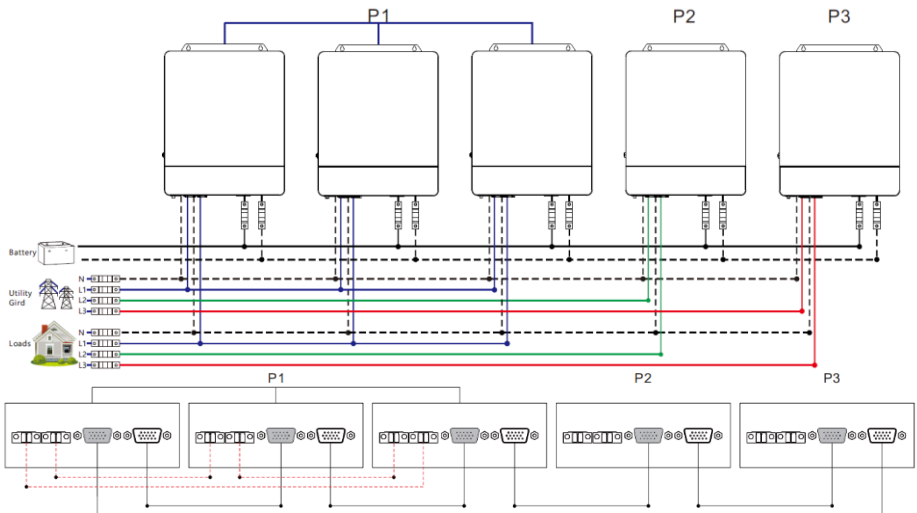 P1 P2 P3
Battery
N
L1
Utility
Gird
L2
L3
N
Loads
L1
L2
L3
P1 P2 P3